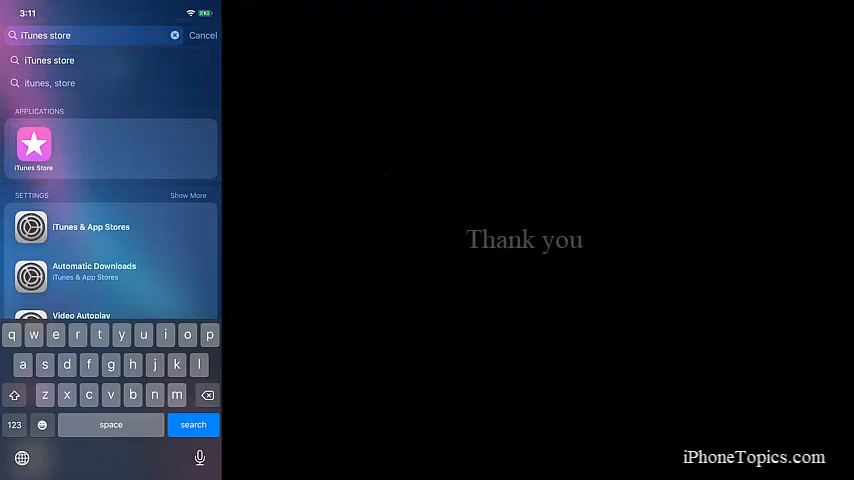 3:11
iTunes store
Cancel
iTunes store
itunes, store
APPLICATIONS
iTunes Store
SETTINGS
Show More
iTunes & App Stores
Automatic Downloads
iTunes & App Stores
Video Autoplay
q w e r t y u i o p
a s d f g h j k l
z x c v b n m
123
space
search
Thank you
iPhoneTopics.com